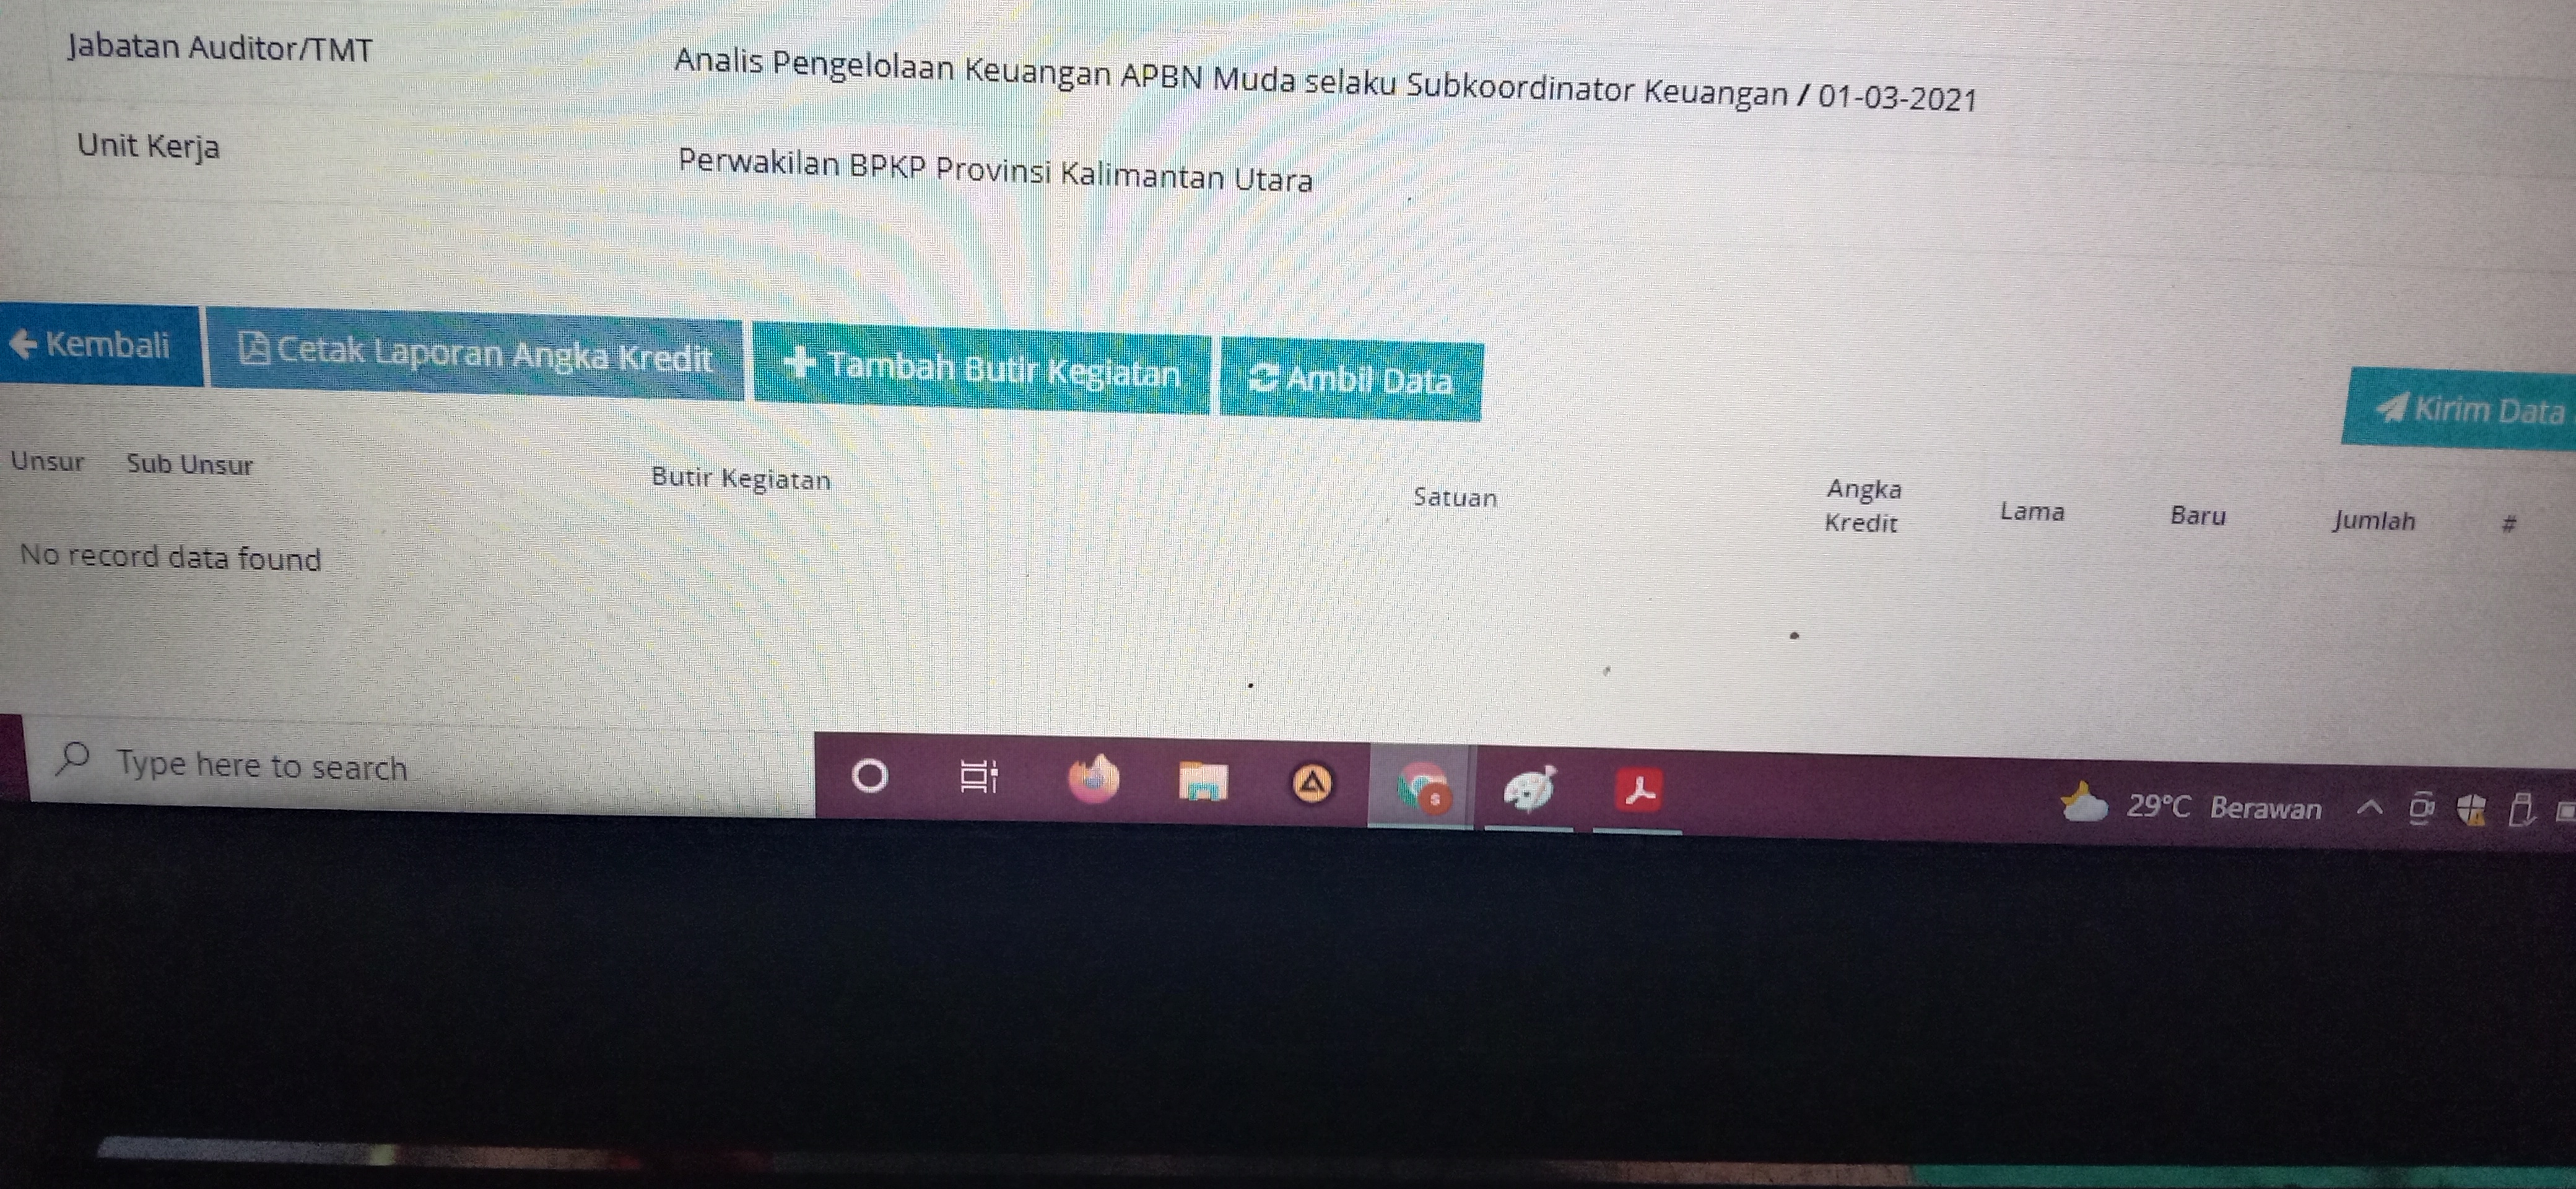 Jabatan Auditor/TMT
Analis Pengelolaan Keuangan APBN Muda selaku Subkoordinator Keuangan / 01-03-2021
Unit Kerja
Perwakilan BPKP Provinsi Kalimantan Utara
Kembali
Cetak Laporan Angka Kredit
Tambah Butir Kegiatan
Ambil Data
Kirim Data
Unsur
Sub Unsur
Butir Kegiatan
Satuan
Angka
Kredit
Lama
Baru
Jumlah
#
No record data found
Type here to search
s
29°C Berawan